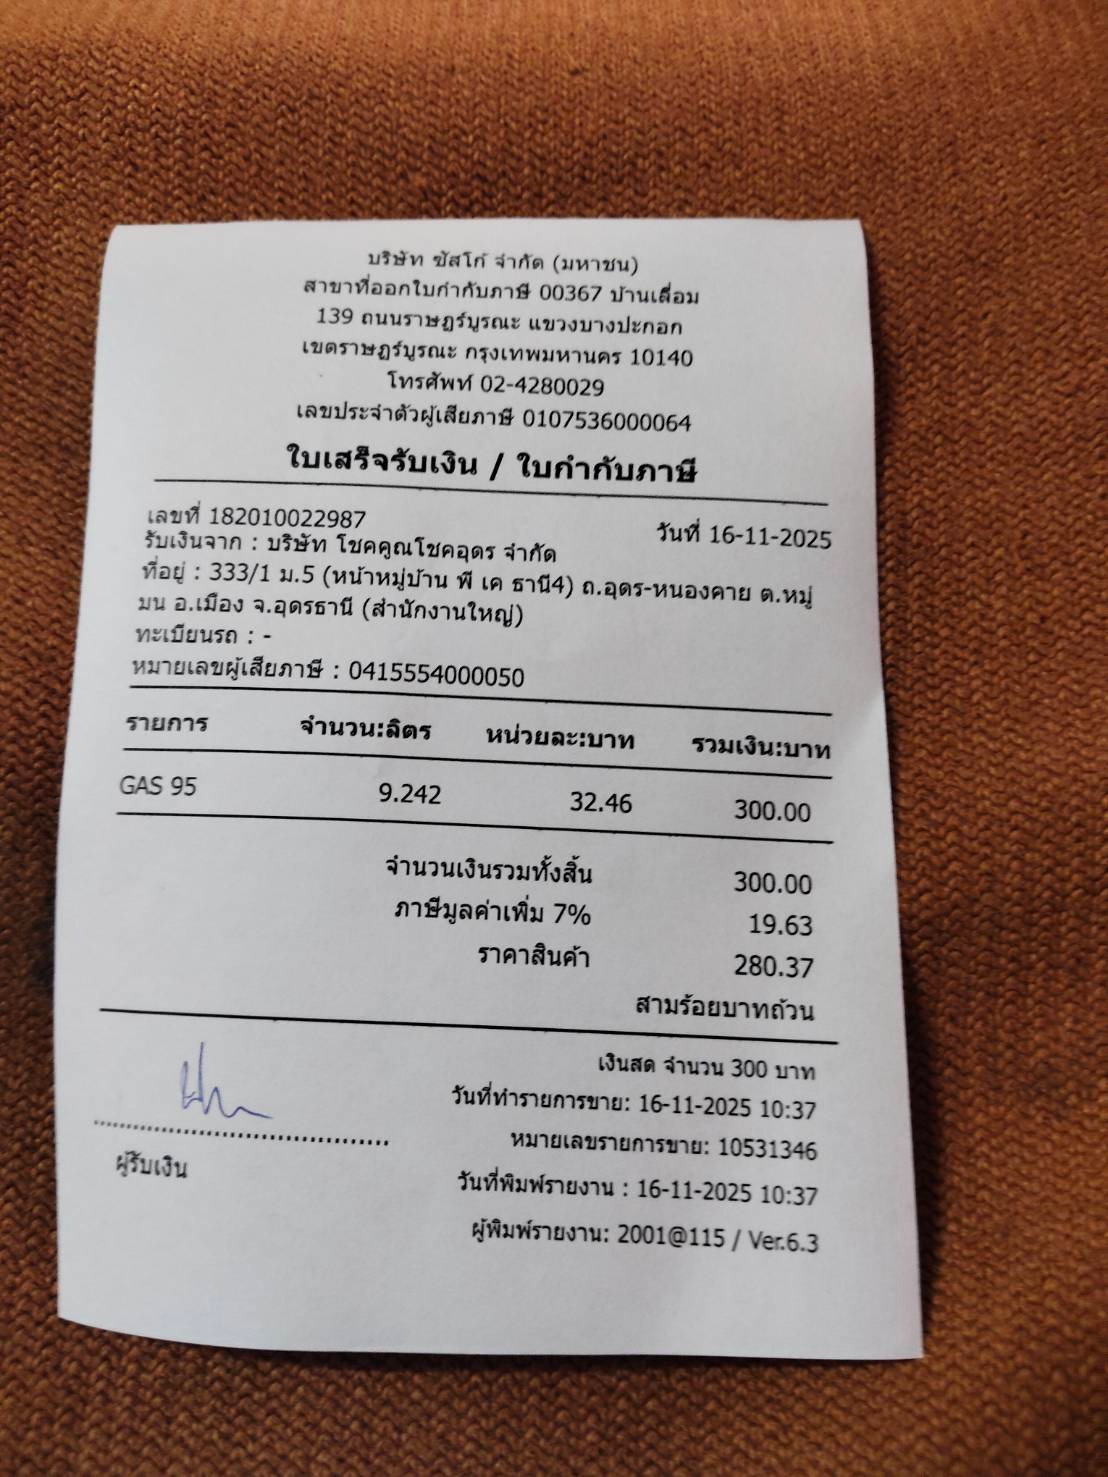 บริษัท ซัสโก้ จำกัด (มหาชน)
สาขาที่ออกใบกำกับภาษี 00367 บ้านเลื่อม
139 ถนนราษฎร์บูรณะ แขวงบางปะกอก
เขตราษฎร์บูรณะ กรุงเทพมหานคร 10140
โทรศัพท์ 02-4280029
เลขประจำตัวผู้เสียภาษี 0107536000064
ใบเสร็จรับเงิน / ใบกำกับภาษี
เลขที่ 182010022987 วันที่ 16-11-2025
รับเงินจาก : บริษัท โชคคูณโชคอุดร จำกัด
ที่อยู่ : 333/1 ม.5 (หน้าหมู่บ้าน พี เค ธานี4) ถ.อุดร-หนองคาย ต.หมู
มน อ.เมือง จ.อุดรธานี (สำนักงานใหญ่)
ทะเบียนรถ : -
หมายเลขผู้เสียภาษี : 0415554000050
รายการ จำนวน:ลิตร หน่วยละ:บาท รวมเงิน:บาท
GAS 95 9.242 32.46 300.00
จำนวนเงินรวมทั้งสิ้น 300.00
ภาษีมูลค่าเพิ่ม 7% 19.63
ราคาสินค้า 280.37
สามร้อยบาทถ้วน
เงินสด จำนวน 300 บาท
วันที่ทำรายการขาย: 16-11-2025 10:37
หมายเลขรายการขาย: 10531346
ผู้รับเงิน
วันที่พิมพ์รายงาน : 16-11-2025 10:37
ผู้พิมพ์รายงาน: 2001@115 / Ver.6.3